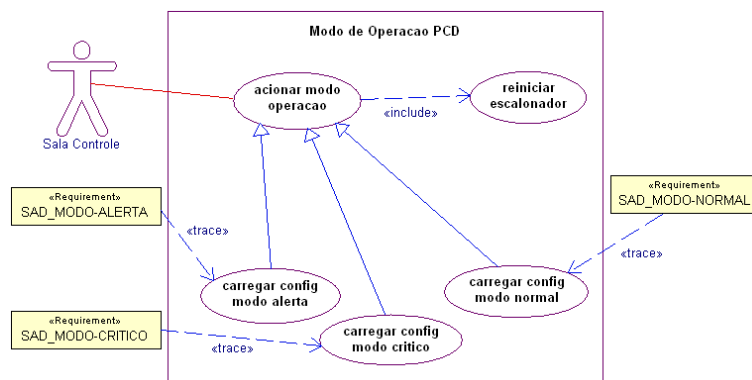 Modo de Operacao PCD
acionar modo
operacao
«include»
reiniciar
escalonador
Sala Controle
«Requirement»
SAD_MODO-ALERTA
«trace»
«Requirement»
SAD_MODO-NORMAL
«trace»
carregar config
modo alerta
carregar config
modo normal
«Requirement»
SAD_MODO-CRITICO
«trace»
carregar config
modo critico